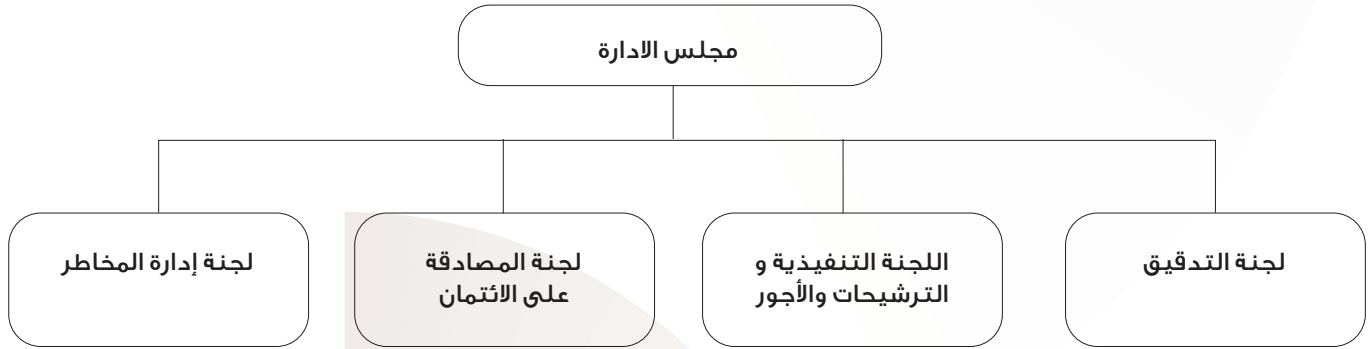 مجلس الادارة
لجنة التدقيق
اللجنة التنفيذية و
الترشيحات والأجور
لجنة المصادقة
على الائتمان
لجنة إدارة المخاطر